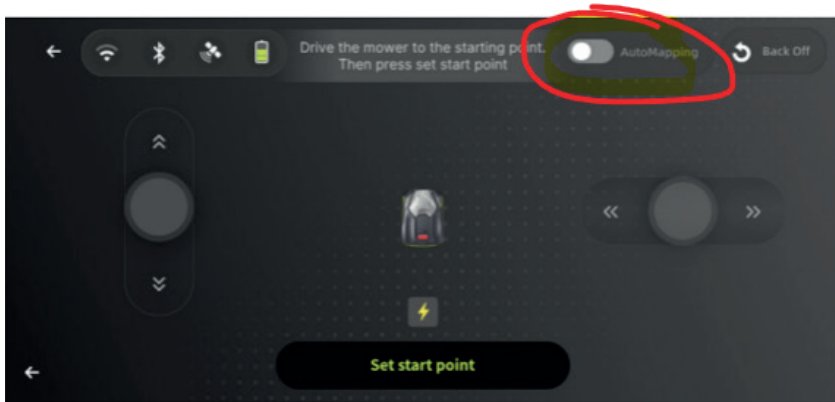 Drive the mower to the starting point.
Then press set start point
AutoMapping
Back Off
Set start point